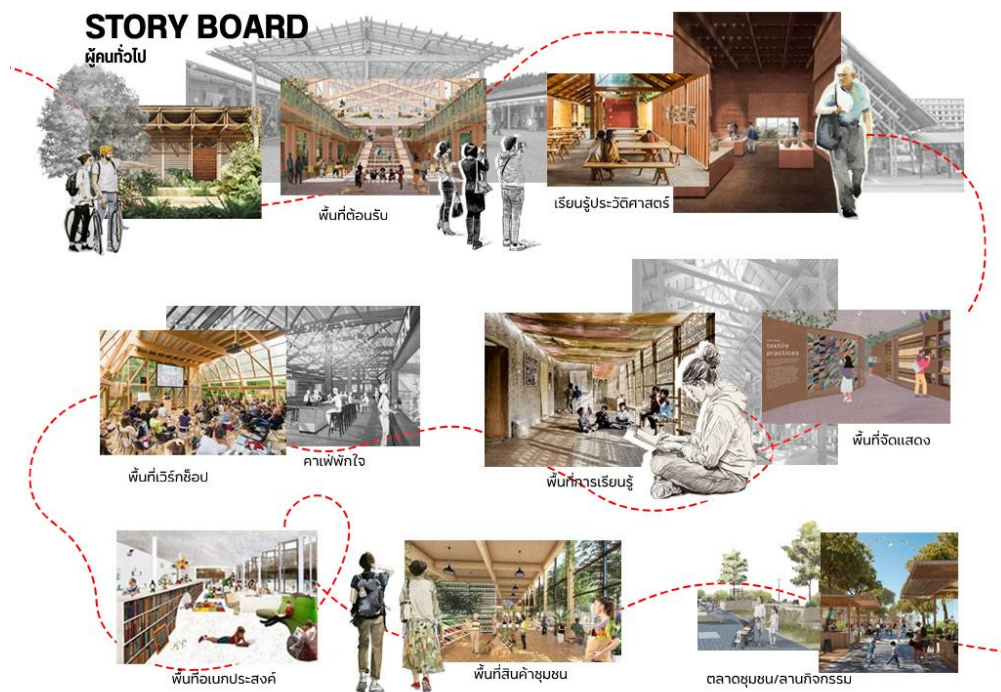 STORY BOARD
ผู้คนทั่วไป
พื้นที่ต้อนรับ
เรียนรู้ประวัติศาสตร์
textile
practices
พื้นที่จัดแสดง
พื้นที่การเรียนรู้
คาเฟ่พักใจ
พื้นที่เวิร์กช็อป
พื้นที่อเนกประสงค์
พื้นที่สินค้าชุมชน
ตลาดชุมชน/ลานกิจกรรม